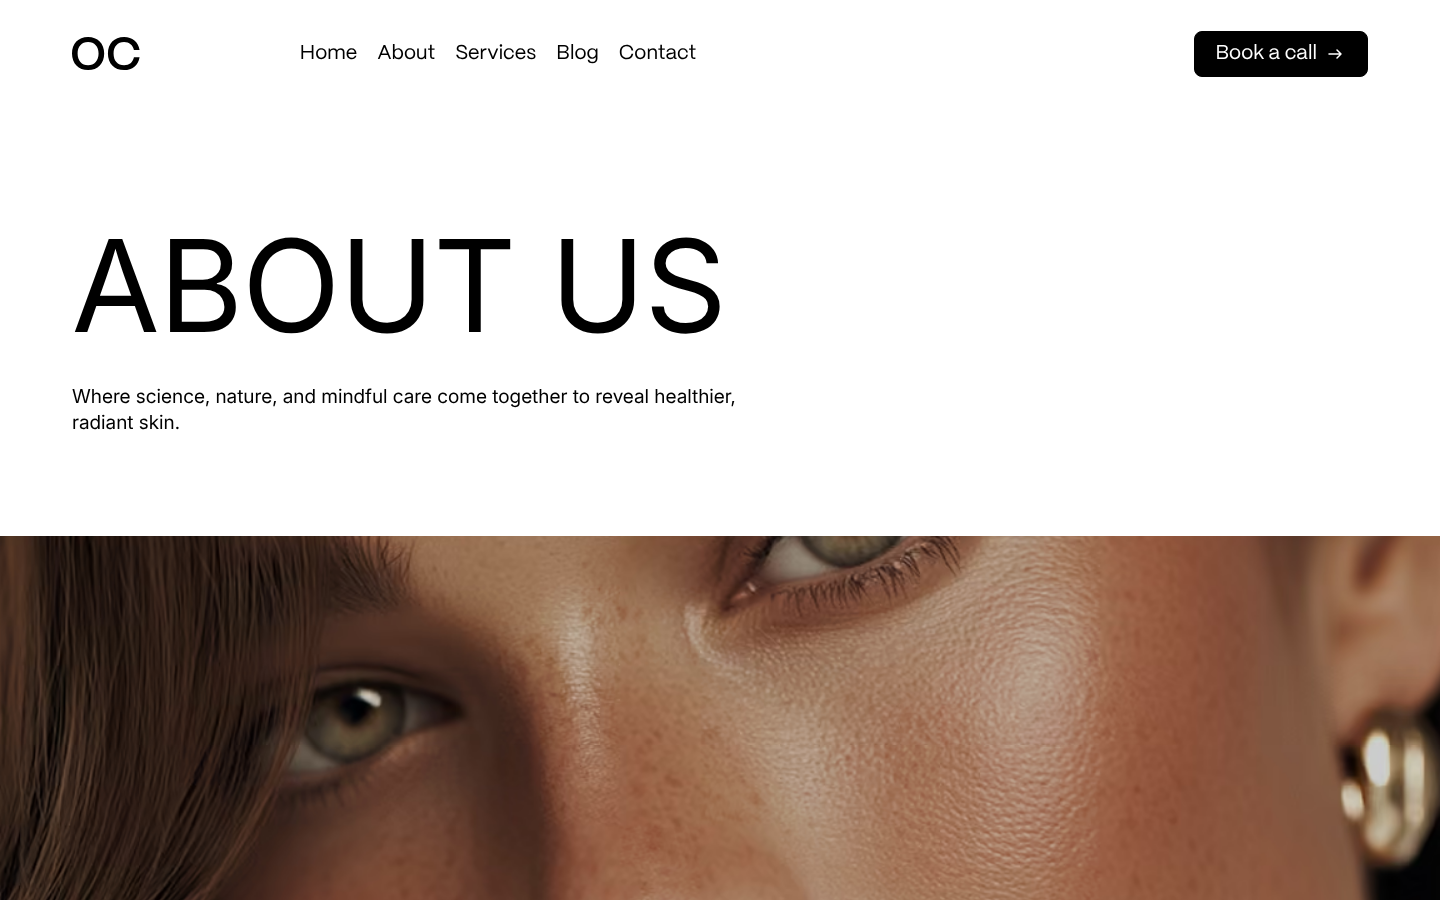 OC
Home About Services Blog Contact
Book a call →
ABOUT US
Where science, nature, and mindful care come together to reveal healthier,
radiant skin.